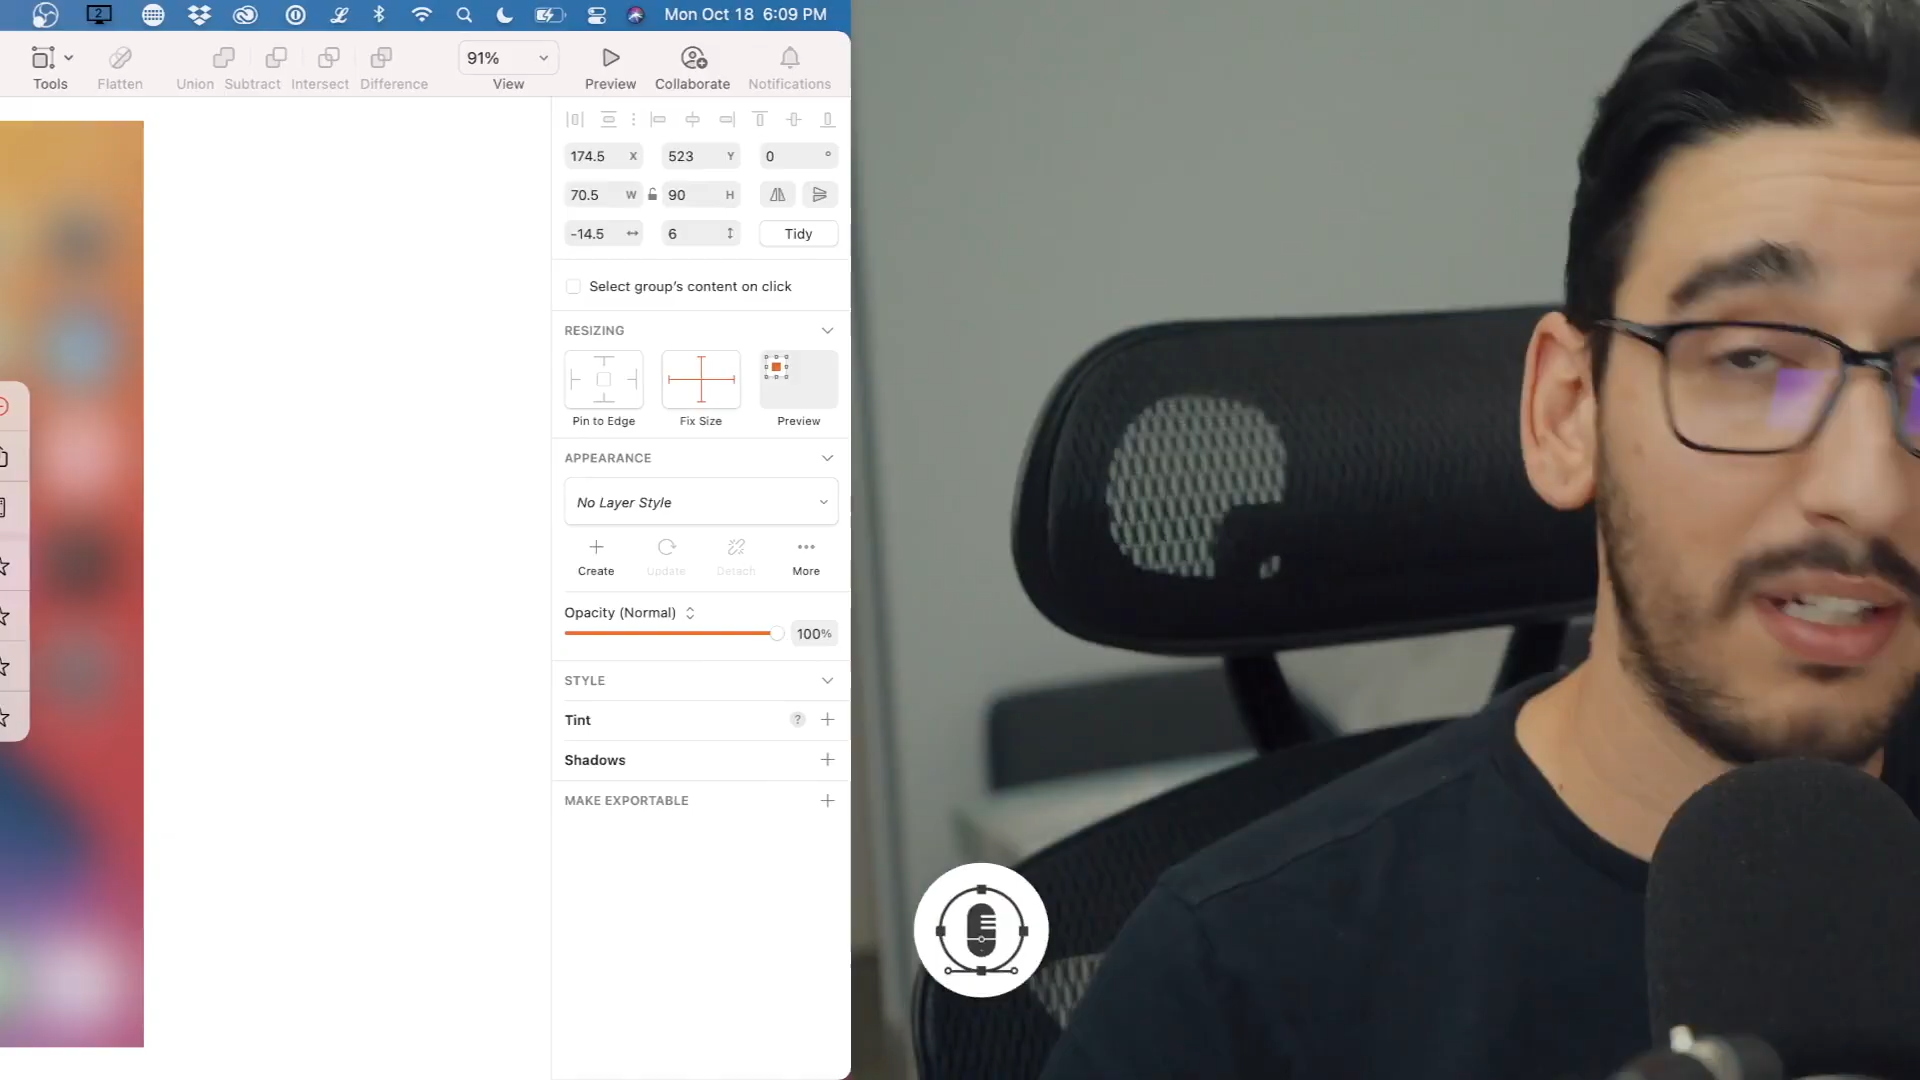 2
Mon Oct 18 6:09 PM
91%
Tools
Flatten
Union
Subtract
Intersect
Difference
View
Preview
Collaborate
Notifications
174.5 X
523 Y
0 °
70.5 W
90 H
-14.5
6
Tidy
Select group's content on click
RESIZING
Pin to Edge
Fix Size
Preview
APPEARANCE
No Layer Style
Create
Update
Detach
More
Opacity (Normal)
100%
STYLE
Tint
?
Shadows
MAKE EXPORTABLE